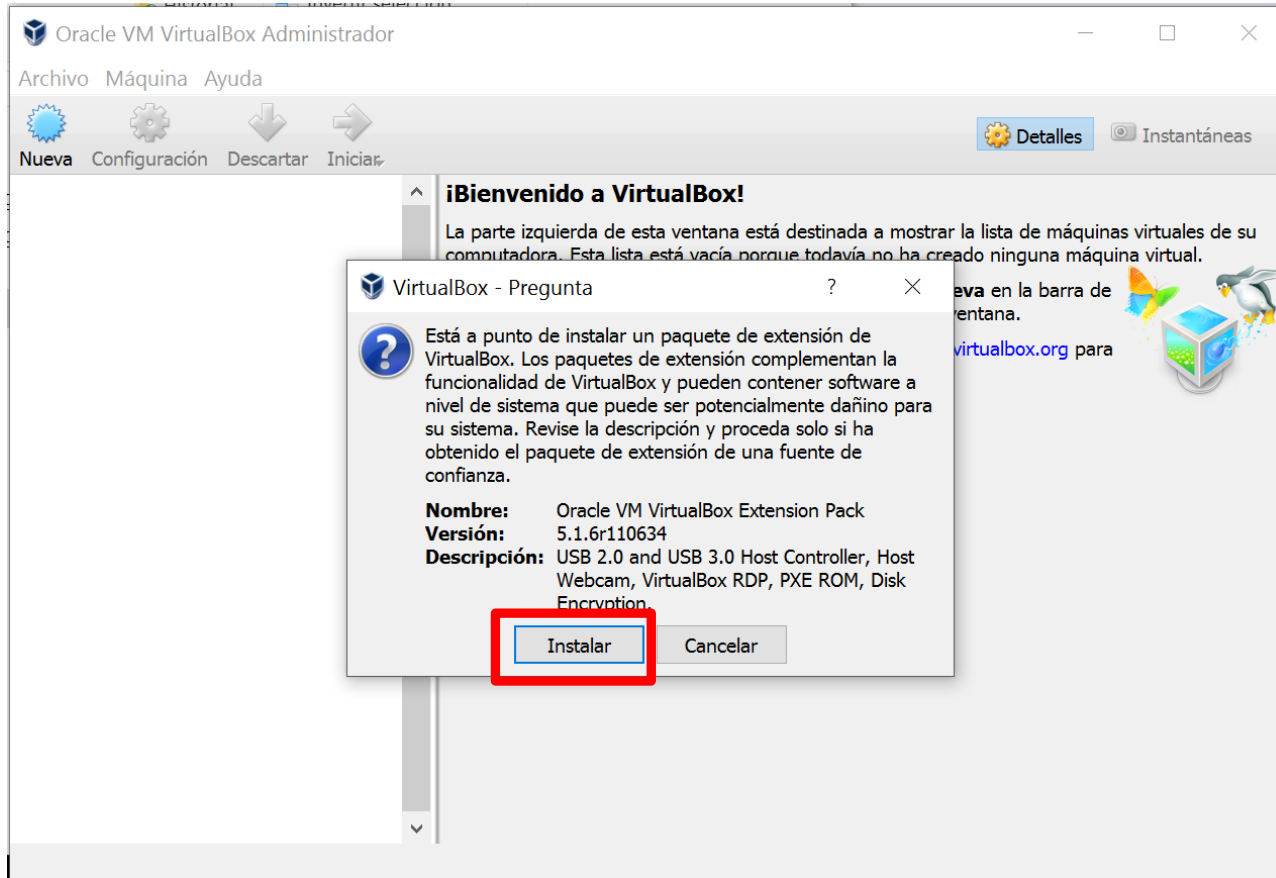 Historial Invertir selección
Oracle VM VirtualBox Administrador
Archivo Máquina Ayuda
Nueva Configuración Descartar Iniciar
Detalles Instantáneas
¡Bienvenido a VirtualBox!
La parte izquierda de esta ventana está destinada a mostrar la lista de máquinas virtuales de su
computadora. Esta lista está vacía porque todavía no ha creado ninguna máquina virtual.
eva en la barra de
ventana.
virtualbox.org para
VirtualBox - Pregunta
Está a punto de instalar un paquete de extensión de
VirtualBox. Los paquetes de extensión complementan la
funcionalidad de VirtualBox y pueden contener software a
nivel de sistema que puede ser potencialmente dañino para
su sistema. Revise la descripción y proceda solo si ha
obtenido el paquete de extensión de una fuente de
confianza.
Nombre: Oracle VM VirtualBox Extension Pack
Versión: 5.1.6r110634
Descripción: USB 2.0 and USB 3.0 Host Controller, Host
Webcam, VirtualBox RDP, PXE ROM, Disk
Encryption.
Instalar Cancelar